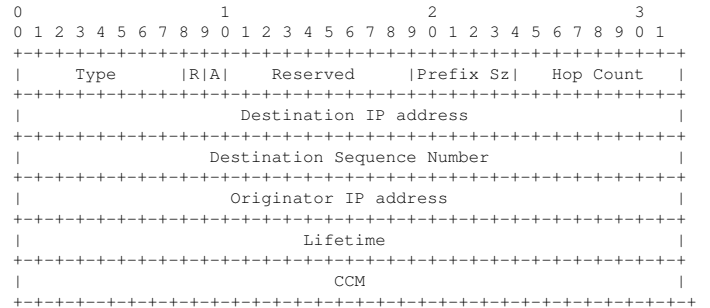 0                   1                   2                   3
0 1 2 3 4 5 6 7 8 9 0 1 2 3 4 5 6 7 8 9 0 1 2 3 4 5 6 7 8 9 0 1
+-+-+-+-+-+-+-+-+-+-+-+-+-+-+-+-+-+-+-+-+-+-+-+-+-+-+-+-+-+-+-+-+
|     Type      |R|A|    Reserved     |Prefix Sz|   Hop Count   |
+-+-+-+-+-+-+-+-+-+-+-+-+-+-+-+-+-+-+-+-+-+-+-+-+-+-+-+-+-+-+-+-+
|                     Destination IP address                    |
+-+-+-+-+-+-+-+-+-+-+-+-+-+-+-+-+-+-+-+-+-+-+-+-+-+-+-+-+-+-+-+-+
|                  Destination Sequence Number                  |
+-+-+-+-+-+-+-+-+-+-+-+-+-+-+-+-+-+-+-+-+-+-+-+-+-+-+-+-+-+-+-+-+
|                    Originator IP address                      |
+-+-+-+-+-+-+-+-+-+-+-+-+-+-+-+-+-+-+-+-+-+-+-+-+-+-+-+-+-+-+-+-+
|                           Lifetime                            |
+-+-+-+-+-+-+-+-+-+-+-+-+-+-+-+-+-+-+-+-+-+-+-+-+-+-+-+-+-+-+-+-+
|                              CCM                              |
+-+-+-+-+-+-+-+-+-+-+-+-+-+-+-+-+-+-+-+-+-+-+-+-+-+-+-+-+-+-+-+-+-+